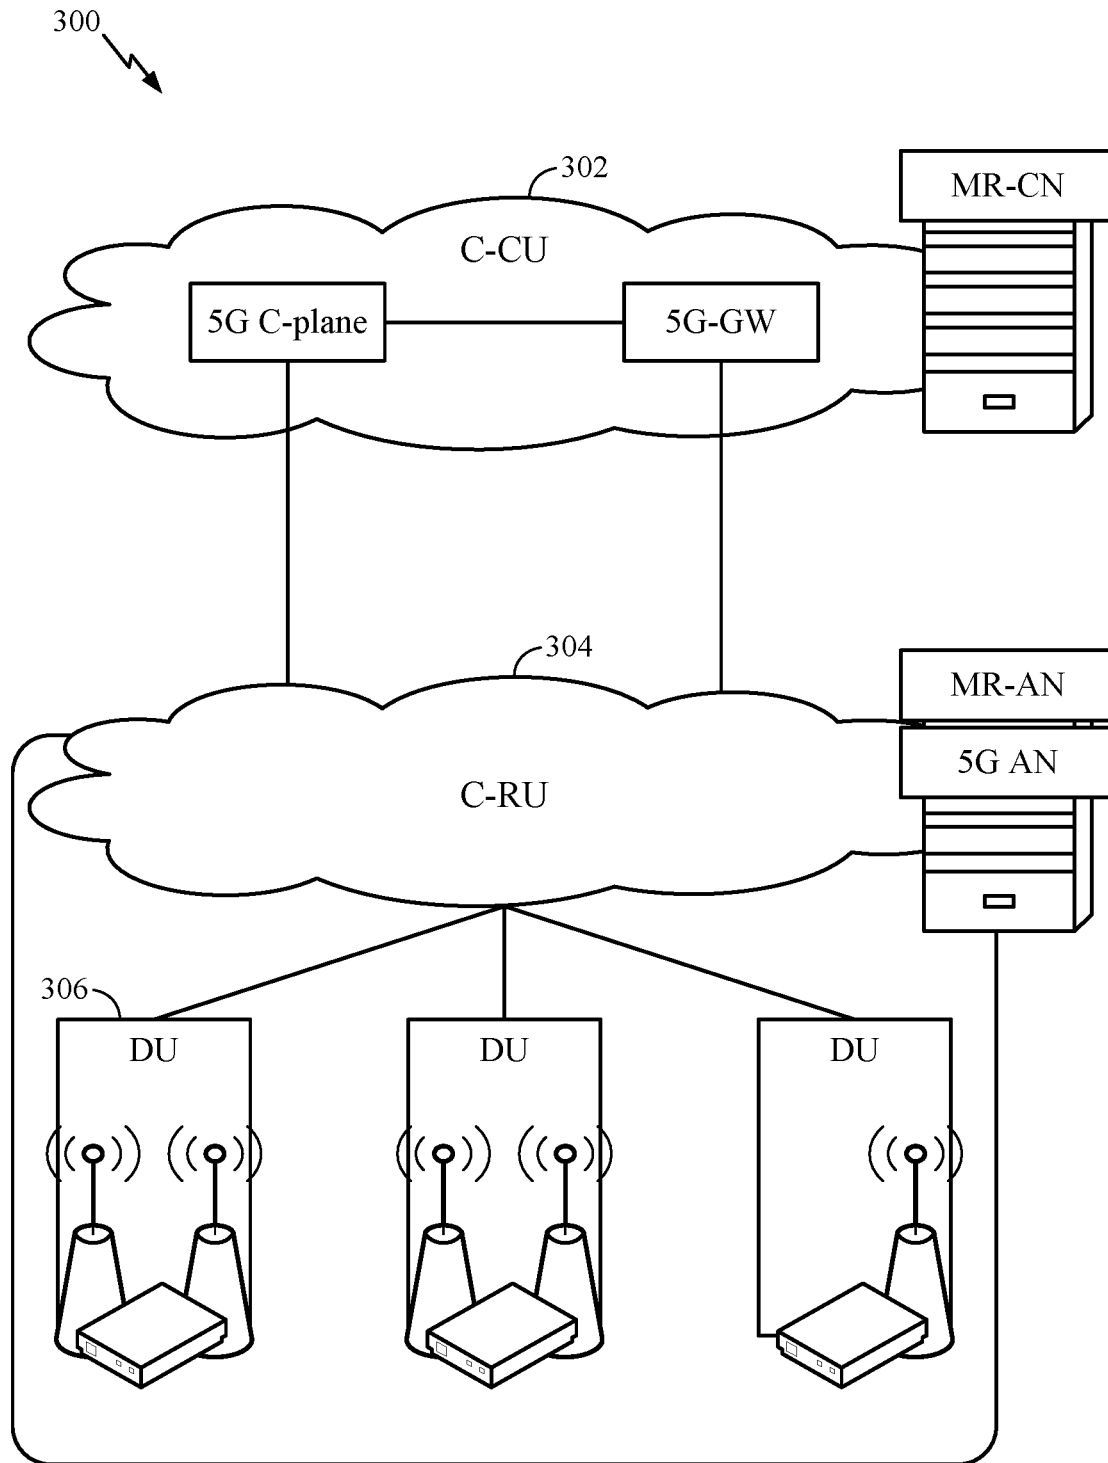 300
302
MR-CN
C-CU
5G C-plane
5G-GW
304
MR-AN
5G AN
C-RU
306
DU
DU
DU